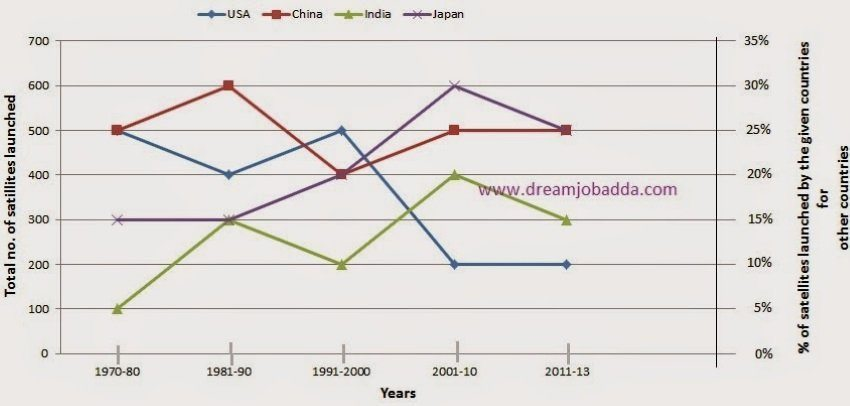 USA China India Japan
700
600
500
400
300
200
100
0
Total no. of satillites launched
35%
30%
25%
20%
15%
10%
5%
0%
% of satellites launched by the given countries
for
other countries
www.dreamjobadda.com
1970-80 1981-90 1991-2000 2001-10 2011-13
Years